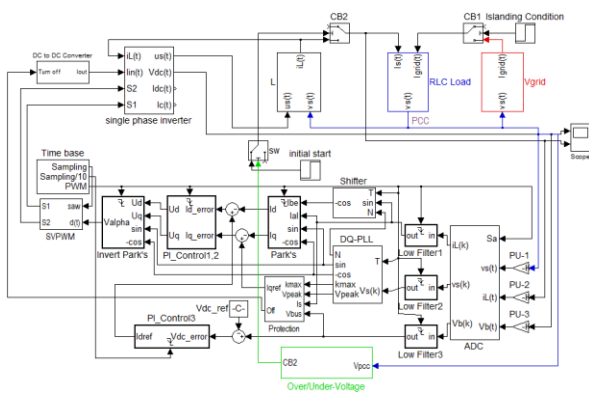 CB2
CB1 Islanding Condition
DC to DC Converter
Turn off Iout
iL(t) us(t)
Iin(t) Vdc(t)
S2 Idc(t)
S1 Ic(t)
single phase inverter
iL(t)
L
us(t)
vs(t)
Is(t)
Igrid(t)
RLC Load
vs(t)
PCC
Igrid(t)
Vgrid
vs(t)
Scope
sw
initial start
Time base
Sampling
Sampling/10
PWM
S1 saw
S2 d(t)
SVPWM
Ud
Uq
Valpha
sin
-cos
Invert Park's
Ud Id_error
Uq Iq_error
PI_Control1,2
Id
Iq
Ibe
Ial
sin
-cos
Park's
Shifter
T
-cos sin
N
DQ-PLL
N
sin
-cos
kmax
Vpeak
T
Vs(k)
out in
Low Filter1
out in
Low Filter2
out in
Low Filter3
Sa
iL(k)
vs(k)
Vb(k)
vs(t)
iL(t)
Vb(t)
ADC
PU-1
PU-2
PU-3
Iqref
Off
kmax
Vpeak
Is
Vbus
Protection
Vdc_ref
-C-
PI_Control3
Idref Vdc_error
CB2 Vpcc
Over/Under-Voltage